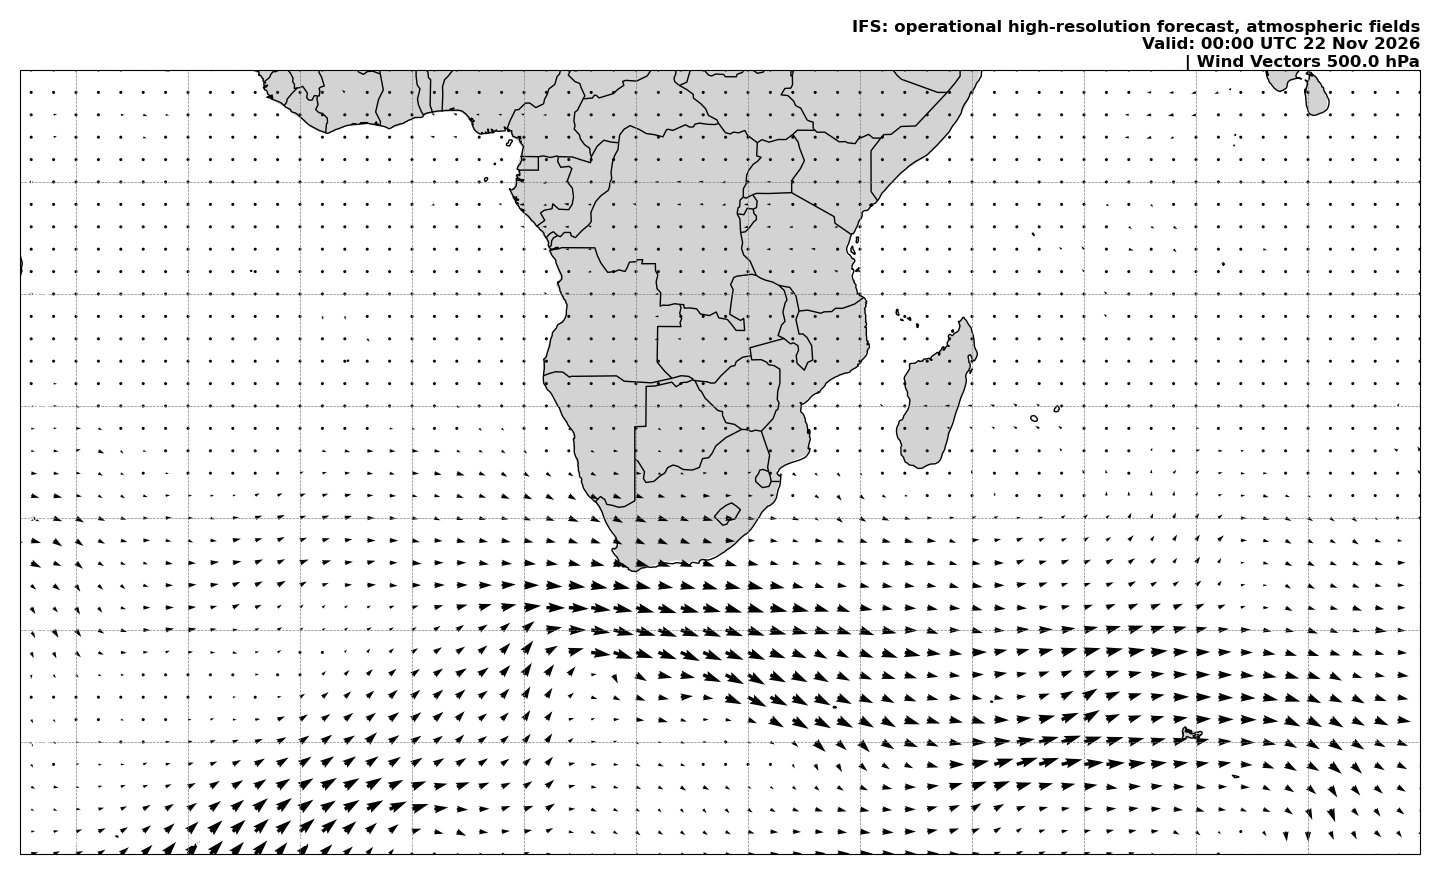 IFS: operational high-resolution forecast, atmospheric fields
Valid: 00:00 UTC 22 Nov 2026
| Wind Vectors 500.0 hPa